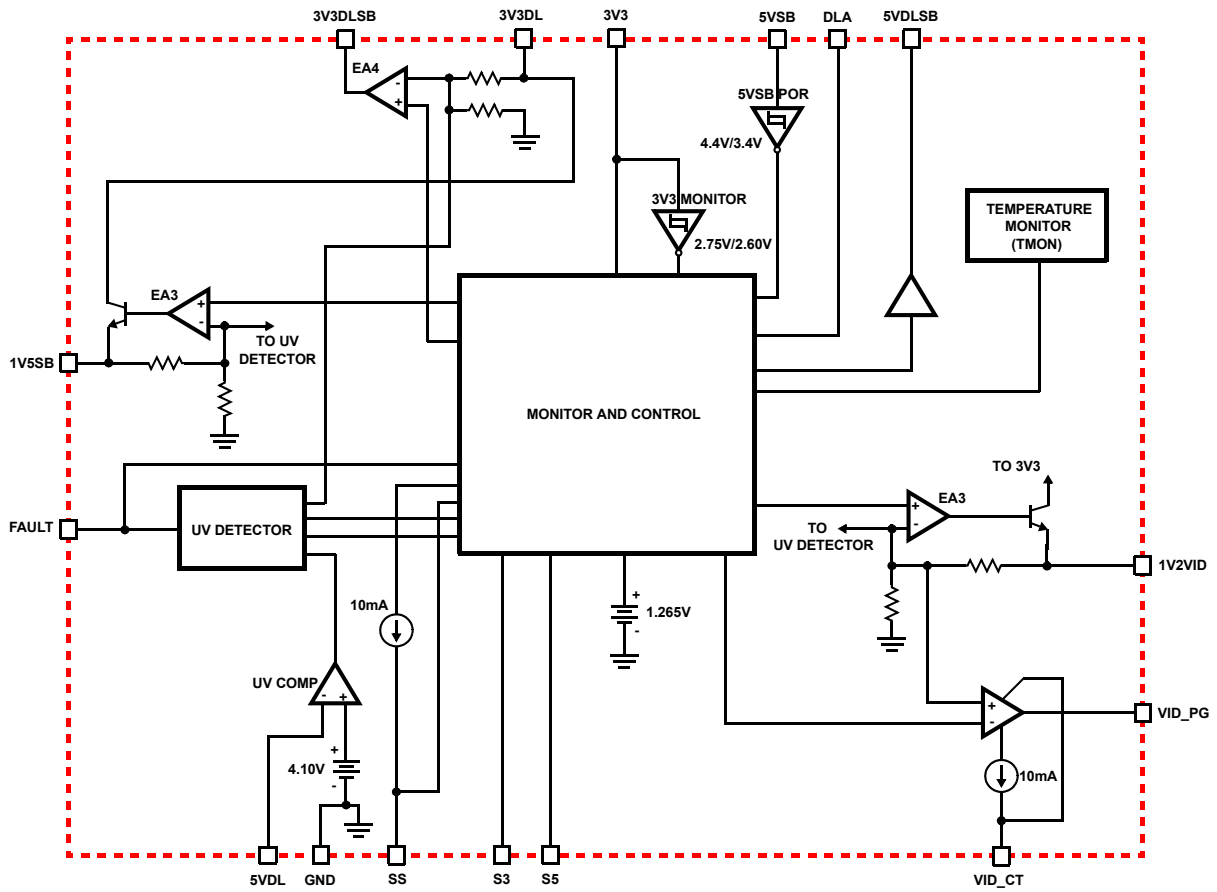 3V3DLSB
3V3DL
3V3
5VSB
DLA
5VDLSB
EA4
-
+
5VSB POR
4.4V/3.4V
3V3 MONITOR
2.75V/2.60V
TEMPERATURE
MONITOR
(TMON)
EA3
+
-
TO UV
DETECTOR
1V5SB
MONITOR AND CONTROL
TO 3V3
EA3
+
-
TO
UV DETECTOR
FAULT
UV DETECTOR
1V2VID
10mA
+
1.265V
-
UV COMP
-
+
+
-
VID_PG
+
4.10V
-
10mA
5VDL
GND
SS
S3
S5
VID_CT